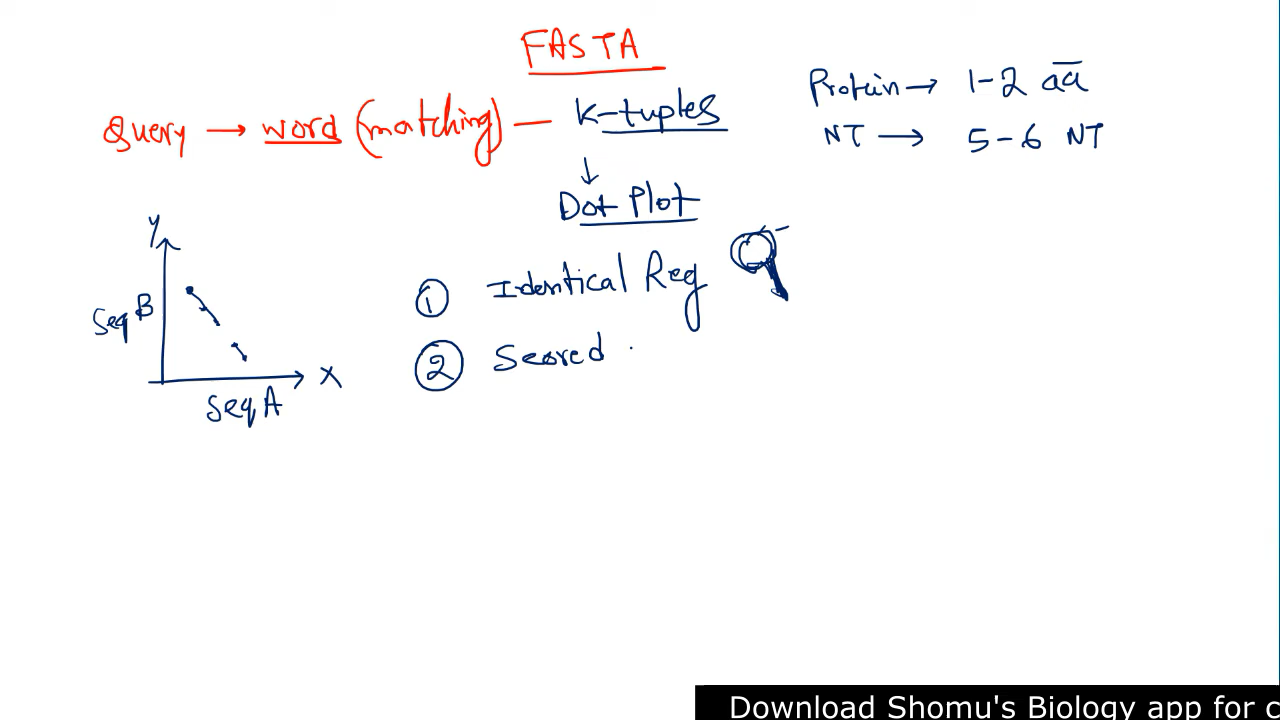 FASTA
Query → word (matching) — K-tuples
Protein → 1-2 aa
NT → 5-6 NT
↓
Dot Plot
Y
Seq B
X
Seq A
① Identical Reg
② Scored
Download Shomu's Biology app for c